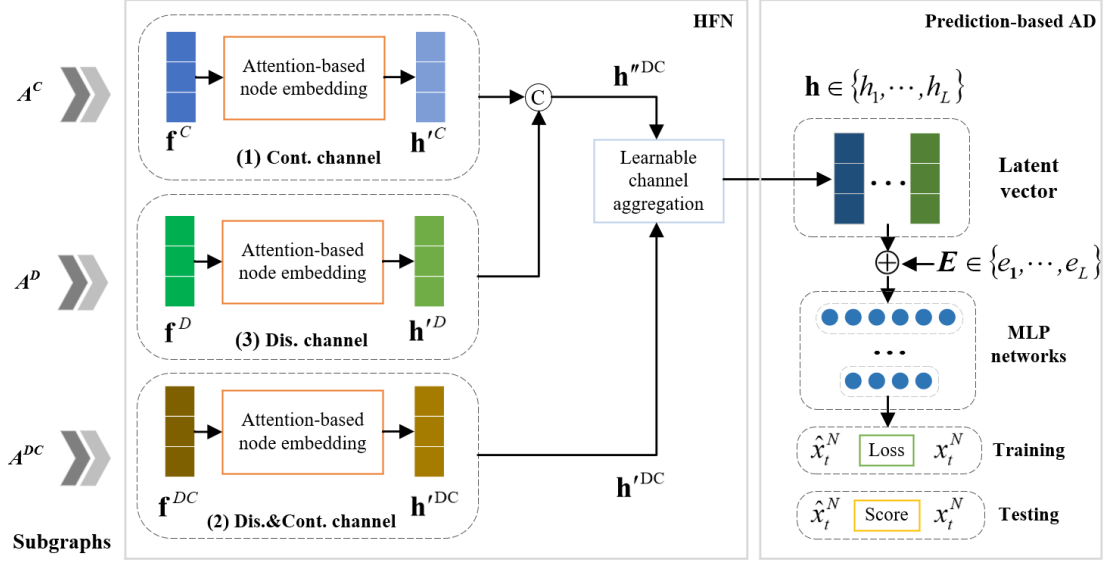 HFN
Prediction-based AD
A^C
f^C
Attention-based
node embedding
h'^C
(1) Cont. channel
C
h''^DC
Learnable
channel
aggregation
A^D
f^D
Attention-based
node embedding
h'^D
(3) Dis. channel
A^DC
f^DC
Attention-based
node embedding
h'^DC
(2) Dis.&Cont. channel
h'^DC
Subgraphs
h ∈ {h_1, ⋯, h_L}
...
Latent
vector
E ∈ {e_1, ⋯, e_L}
...
MLP
networks
x̂_t^N Loss x_t^N Training
x̂_t^N Score x_t^N Testing